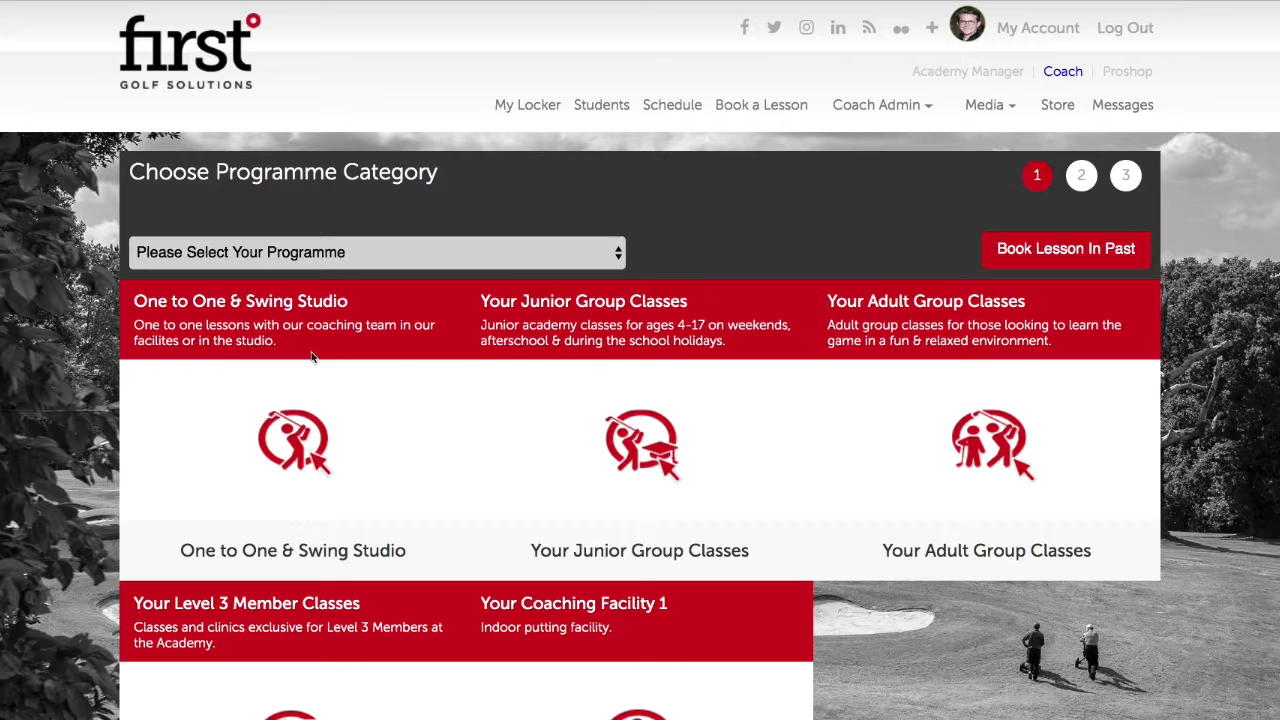 first
GOLF SOLUTIONS
My Account Log Out
Academy Manager Coach Proshop
My Locker Students Schedule Book a Lesson Coach Admin Media Store Messages
Choose Programme Category
1 2 3
Please Select Your Programme
Book Lesson In Past
One to One & Swing Studio
One to one lessons with our coaching team in our
facilites or in the studio.
Your Junior Group Classes
Junior academy classes for ages 4-17 on weekends,
afterschool & during the school holidays.
Your Adult Group Classes
Adult group classes for those looking to learn the
game in a fun & relaxed environment.
One to One & Swing Studio
Your Junior Group Classes
Your Adult Group Classes
Your Level 3 Member Classes
Classes and clinics exclusive for Level 3 Members at
the Academy.
Your Coaching Facility 1
Indoor putting facility.